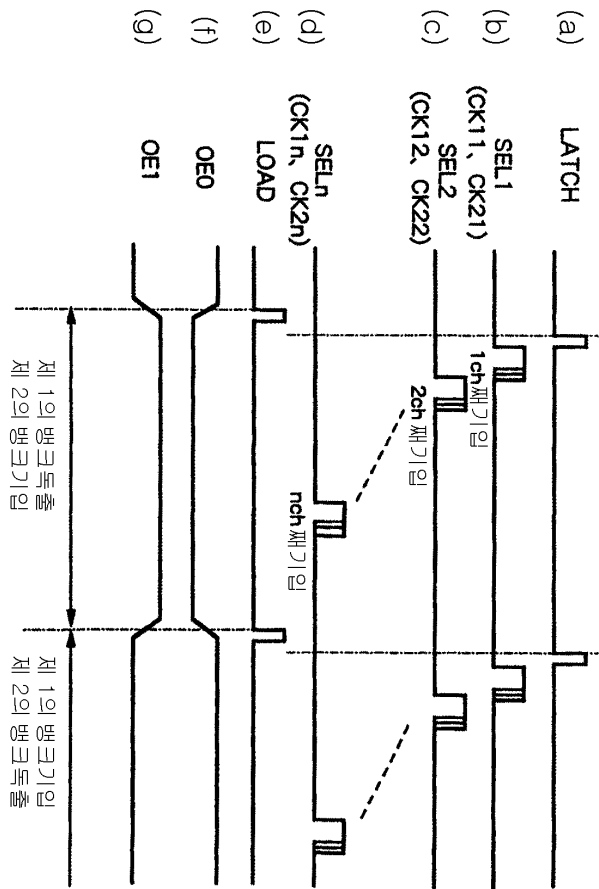 (a)
LATCH
(b)
SEL1
(CK11、CK21)
1ch째기입
(c)
SEL2
(CK12、CK22)
2ch째기입
(d)
SELn
(CK1n、CK2n)
nch째기입
(e)
LOAD
(f)
OE0
(g)
OE1
제 1의뱅크독출
제 2의뱅크기입
제 1의뱅크기입
제 2의뱅크독출